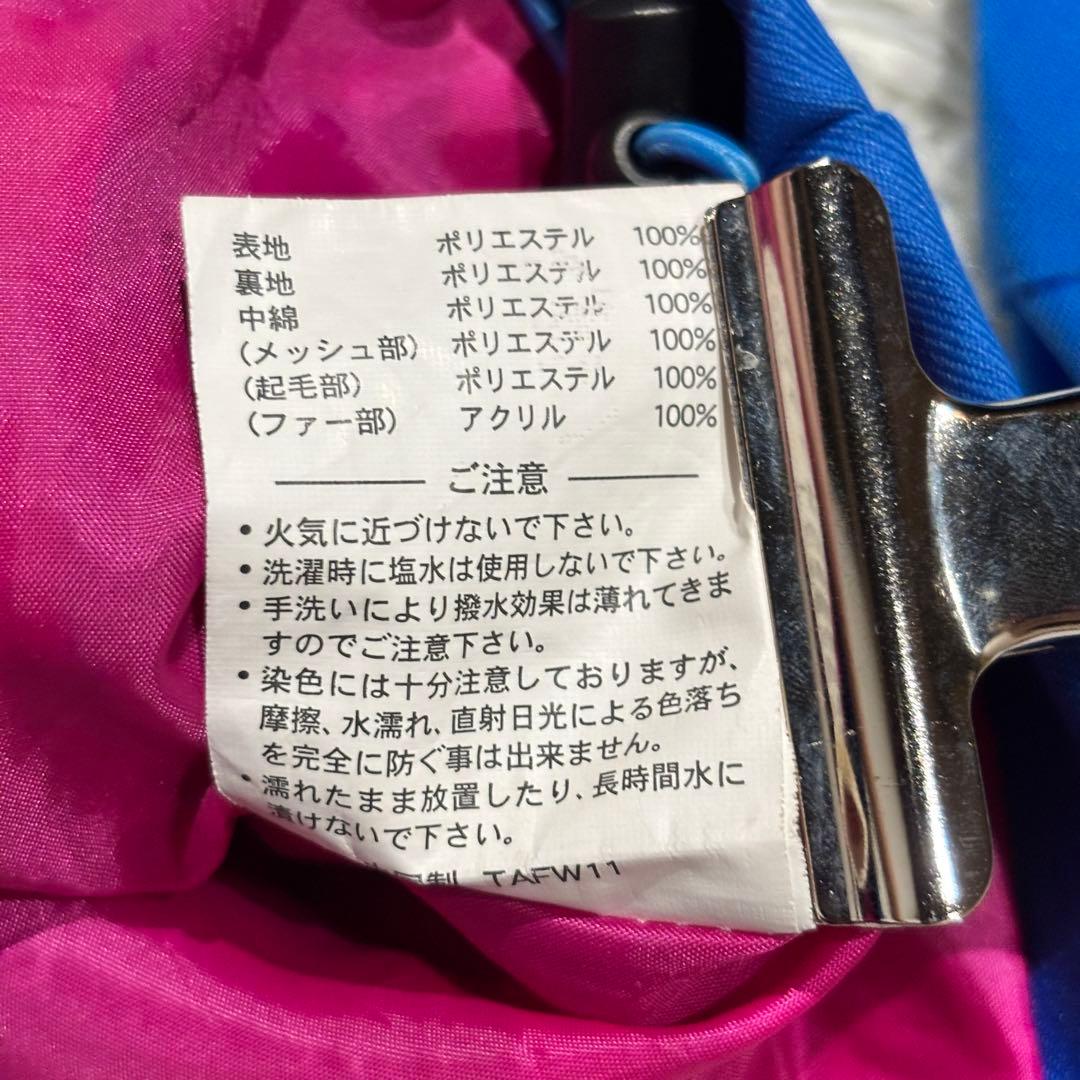 表地 ポリエステル 100%
裏地 ポリエステル 100%
中綿 ポリエステル 100%
(メッシュ部) ポリエステル 100%
(起毛部) ポリエステル 100%
(ファー部) アクリル 100%
ご注意
・火気に近づけないで下さい。
・洗濯時に塩水は使用しないで下さい。
・手洗いにより撥水効果は薄れてきま
すのでご注意下さい。
・染色には十分注意しておりますが、
摩擦、水濡れ、直射日光による色落ち
を完全に防ぐ事は出来ません。
・濡れたまま放置したり、長時間水に
漬けないで下さい。
製 TAFW11